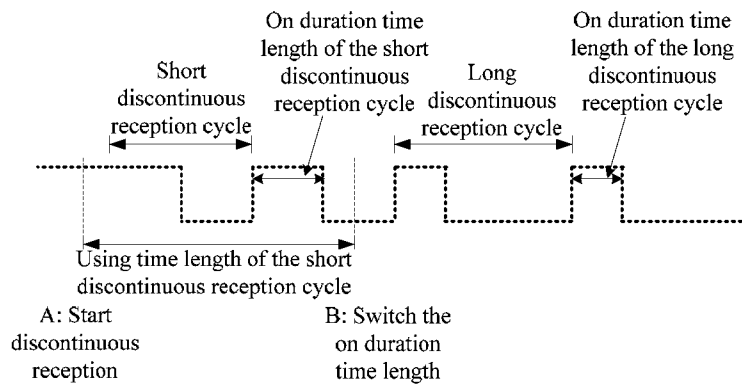 On duration time
length of the short
discontinuous
reception cycle
On duration time
length of the long
discontinuous
reception cycle
Short
discontinuous
reception cycle
Long
discontinuous
reception cycle
Using time length of the short
discontinuous reception cycle
A: Start
discontinuous
reception
B: Switch the
on duration
time length